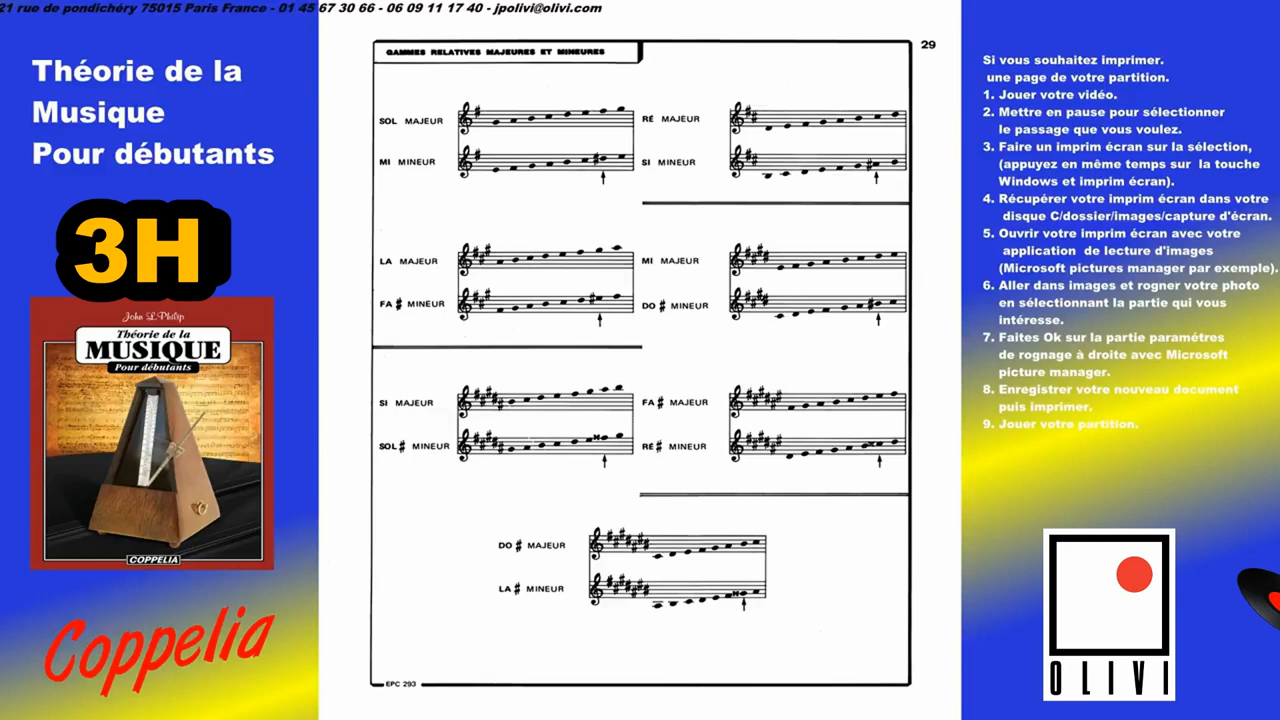 21 rue de pondichéry 75015 Paris France - 01 45 67 30 66 - 06 09 11 17 40 - jpolivi@olivi.com
Théorie de la
Musique
Pour débutants
3H
John L.Philip
Théorie de la
MUSIQUE
Pour débutants
COPPELIA
Coppelia
GAMMES RELATIVES MAJEURES ET MINEURES
29
SOL MAJEUR
RÉ MAJEUR
MI MINEUR
SI MINEUR
LA MAJEUR
MI MAJEUR
FA # MINEUR
DO # MINEUR
SI MAJEUR
FA # MAJEUR
SOL # MINEUR
RÉ # MINEUR
DO # MAJEUR
LA # MINEUR
EPC 293
Si vous souhaitez imprimer.
une page de votre partition.
1. Jouer votre vidéo.
2. Mettre en pause pour sélectionner
le passage que vous voulez.
3. Faire un imprim écran sur la sélection,
(appuyez en même temps sur la touche
Windows et imprim écran).
4. Récupérer votre imprim écran dans votre
disque C/dossier/images/capture d'écran.
5. Ouvrir votre imprim écran avec votre
application de lecture d'images
(Microsoft pictures manager par exemple).
6. Aller dans images et rogner votre photo
en sélectionnant la partie qui vous
intéresse.
7. Faites Ok sur la partie paramétres
de rognage à droite avec Microsoft
picture manager.
8. Enregistrer votre nouveau document
puis imprimer.
9. Jouer votre partition.
OLIVI